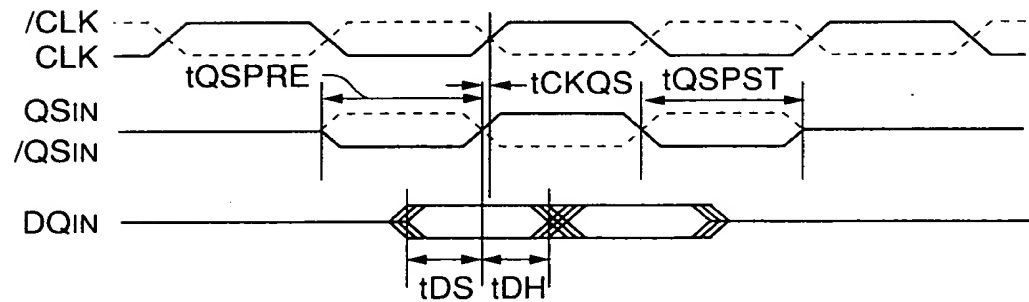 /CLK
CLK
tQSPRE
tCKQS
tQSPST
QSIN
/QSIN
DQIN
tDS
tDH